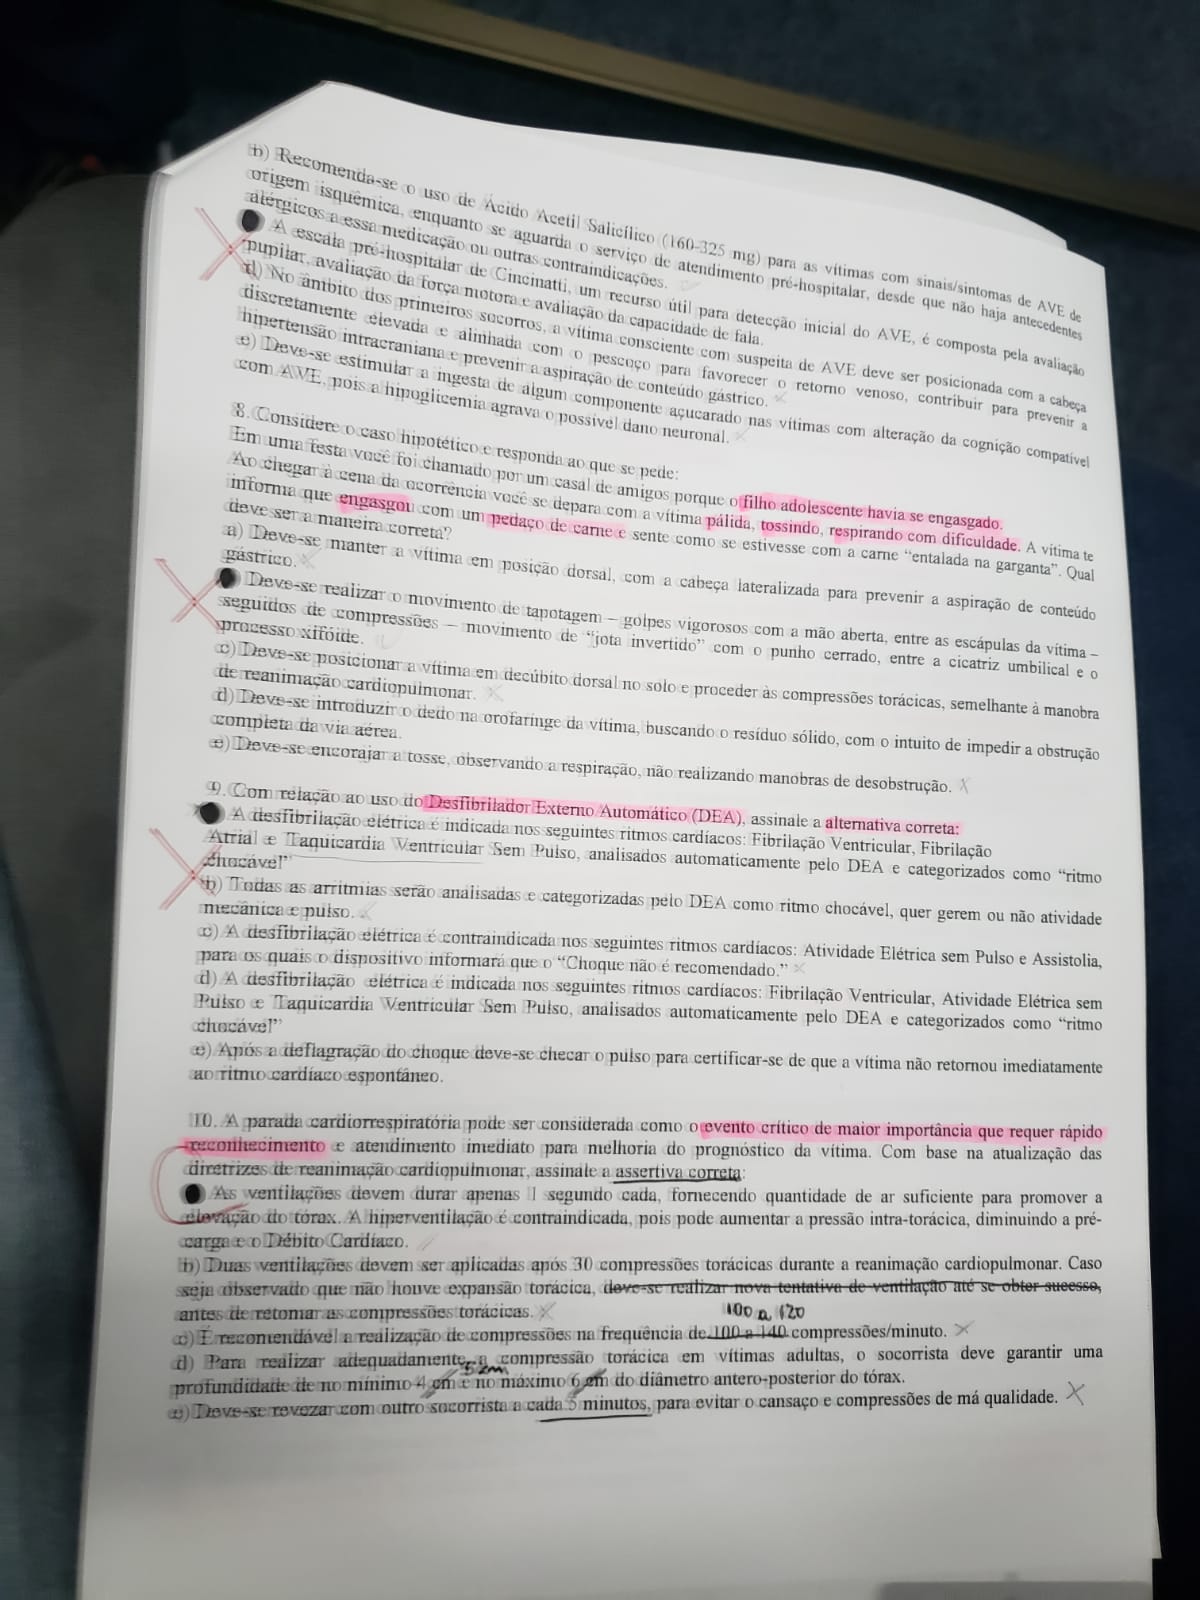 b) Recomenda-se o uso de Ácido Acetil Salicílico (160-325 mg) para as vítimas com sinais/sintomas de AVE de
origem isquêmica, enquanto se aguarda o serviço de atendimento pré-hospitalar, desde que não haja antecedentes
alérgicos a essa medicação ou outras contraindicações.
A escala pré-hospitalar de Cincinatti, um recurso útil para detecção inicial do AVE, é composta pela avaliação
pupilar, avaliação da força motora e avaliação da capacidade de fala.
d) No âmbito dos primeiros socorros, a vítima consciente com suspeita de AVE deve ser posicionada com a cabeça
discretamente elevada e alinhada com o pescoço para favorecer o retorno venoso, contribuir para prevenir a
hipertensão intracraniana e prevenir a aspiração de conteúdo gástrico.
e) Deve-se estimular a ingesta de algum componente açucarado nas vítimas com alteração da cognição compatível
com AVE, pois a hipoglicemia agrava o possível dano neuronal.
8. Considere o caso hipotético e responda ao que se pede:
Em uma festa você foi chamado por um casal de amigos porque o filho adolescente havia se engasgado.
Ao chegar à cena da ocorrência você se depara com a vítima pálida, tossindo, respirando com dificuldade. A vítima te
informa que engasgou com um pedaço de carne e sente como se estivesse com a carne “entalada na garganta”. Qual
deve ser a maneira correta?
a) Deve-se manter a vítima em posição dorsal, com a cabeça lateralizada para prevenir a aspiração de conteúdo
gástrico.
Deve-se realizar o movimento de tapotagem – golpes vigorosos com a mão aberta, entre as escápulas da vítima –
seguidos de compressões – movimento de “jota invertido” com o punho cerrado, entre a cicatriz umbilical e o
processo xifóide.
c) Deve-se posicionar a vítima em decúbito dorsal no solo e proceder às compressões torácicas, semelhante à manobra
de reanimação cardiopulmonar.
d) Deve-se introduzir o dedo na orofaringe da vítima, buscando o resíduo sólido, com o intuito de impedir a obstrução
completa da via aérea.
e) Deve-se encorajar a tosse, observando a respiração, não realizando manobras de desobstrução.
9. Com relação ao uso do Desfibrilador Externo Automático (DEA), assinale a alternativa correta:
A desfibrilação elétrica é indicada nos seguintes ritmos cardíacos: Fibrilação Ventricular, Fibrilação
Atrial e Taquicardia Ventricular Sem Pulso, analisados automaticamente pelo DEA e categorizados como “ritmo
chocável”
b) Todas as arritmias serão analisadas e categorizadas pelo DEA como ritmo chocável, quer gerem ou não atividade
mecânica e pulso.
c) A desfibrilação elétrica é contraindicada nos seguintes ritmos cardíacos: Atividade Elétrica sem Pulso e Assistolia,
para os quais o dispositivo informará que o “Choque não é recomendado.”
d) A desfibrilação elétrica é indicada nos seguintes ritmos cardíacos: Fibrilação Ventricular, Atividade Elétrica sem
Pulso e Taquicardia Ventricular Sem Pulso, analisados automaticamente pelo DEA e categorizados como “ritmo
chocável”
e) Após a deflagração do choque deve-se checar o pulso para certificar-se de que a vítima não retornou imediatamente
ao ritmo cardíaco espontâneo.
10. A parada cardiorrespiratória pode ser considerada como o evento crítico de maior importância que requer rápido
reconhecimento e atendimento imediato para melhoria do prognóstico da vítima. Com base na atualização das
diretrizes de reanimação cardiopulmonar, assinale a assertiva correta:
As ventilações devem durar apenas 1 segundo cada, fornecendo quantidade de ar suficiente para promover a
elevação do tórax. A hiperventilação é contraindicada, pois pode aumentar a pressão intra-torácica, diminuindo a pré-
carga e o Débito Cardíaco.
b) Duas ventilações devem ser aplicadas após 30 compressões torácicas durante a reanimação cardiopulmonar. Caso
seja observado que não houve expansão torácica, deve-se realizar nova tentativa de ventilação até se obter sucesso,
antes de retomar as compressões torácicas.
100 a 120
c) É recomendável a realização de compressões na frequência de 100 a 140 compressões/minuto.
d) Para realizar adequadamente a compressão torácica em vítimas adultas, o socorrista deve garantir uma
5 cm
profundidade de no mínimo 4 cm e no máximo 6 cm do diâmetro antero-posterior do tórax.
e) Deve-se revezar com outro socorrista a cada 5 minutos, para evitar o cansaço e compressões de má qualidade.